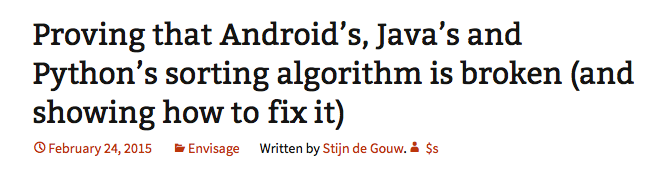 Proving that Android’s, Java’s and
Python’s sorting algorithm is broken (and
showing how to fix it)
February 24, 2015 Envisage Written by Stijn de Gouw. $s